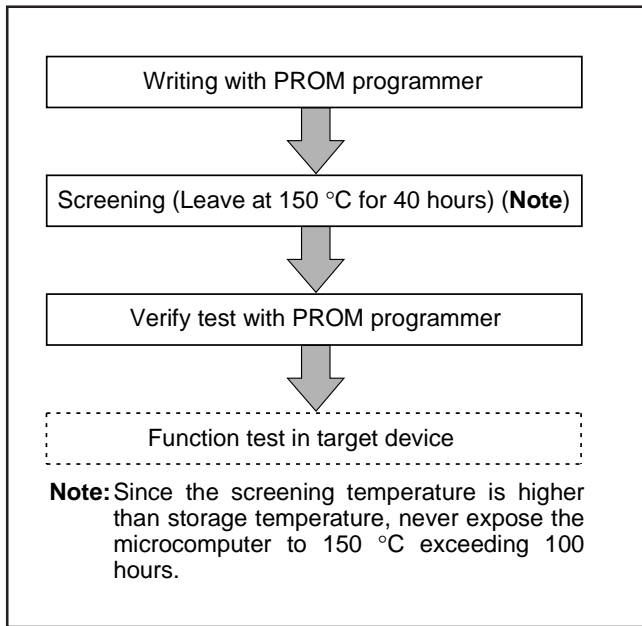 Writing with PROM programmer
Screening (Leave at 150 °C for 40 hours) (Note)
Verify test with PROM programmer
Function test in target device
Note: Since the screening temperature is higher
than storage temperature, never expose the
microcomputer to 150 °C exceeding 100
hours.